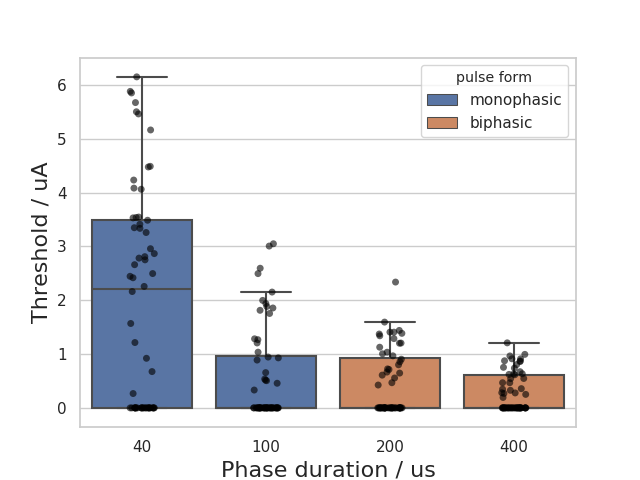 pulse form
monophasic
biphasic
6
5
4
3
2
1
0
Threshold / uA
40
100
200
400
Phase duration / us